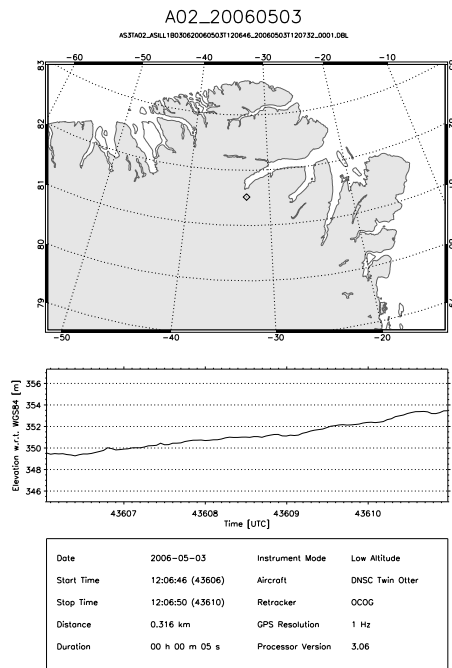 A02_20060503
AS3TA02_ASILL1B030620060503T120646_20060503T120732_0001.DBL
-60 -50 -40 -30 -20 -10
83
82
81
80
79
-50 -40 -30 -20
Elevation w.r.t. WGS84 [m]
356
354
352
350
348
346
43607 43608 43609 43610
Time [UTC]
Date 2006-05-03 Instrument Mode Low Altitude
Start Time 12:06:46 (43606) Aircraft DNSC Twin Otter
Stop Time 12:06:50 (43610) Retracker OCOG
Distance 0.316 km GPS Resolution 1 Hz
Duration 00 h 00 m 05 s Processor Version 3.06